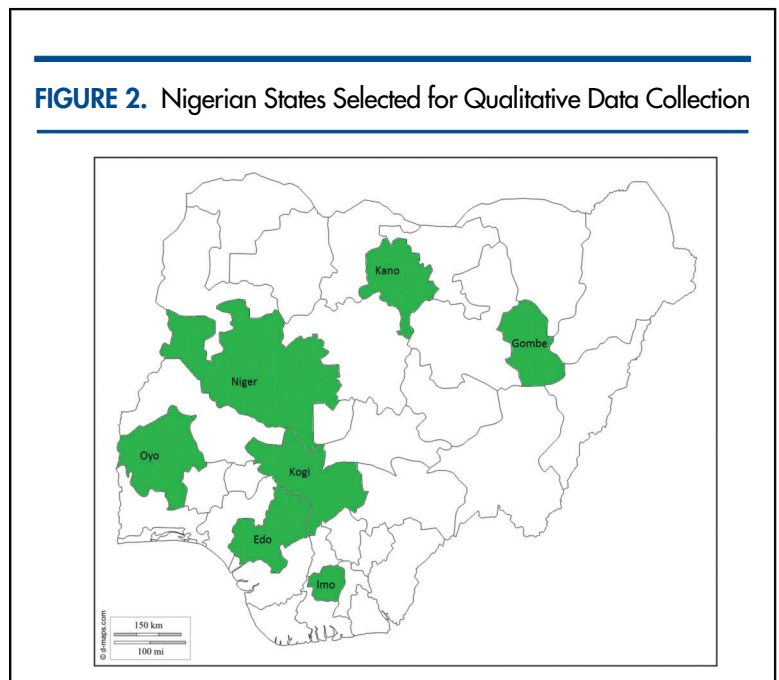 FIGURE 2. Nigerian States Selected for Qualitative Data Collection
Kano
Gombe
Niger
Oyo
Kogi
Edo
Imo
150 km
100 mi
© d-maps.com